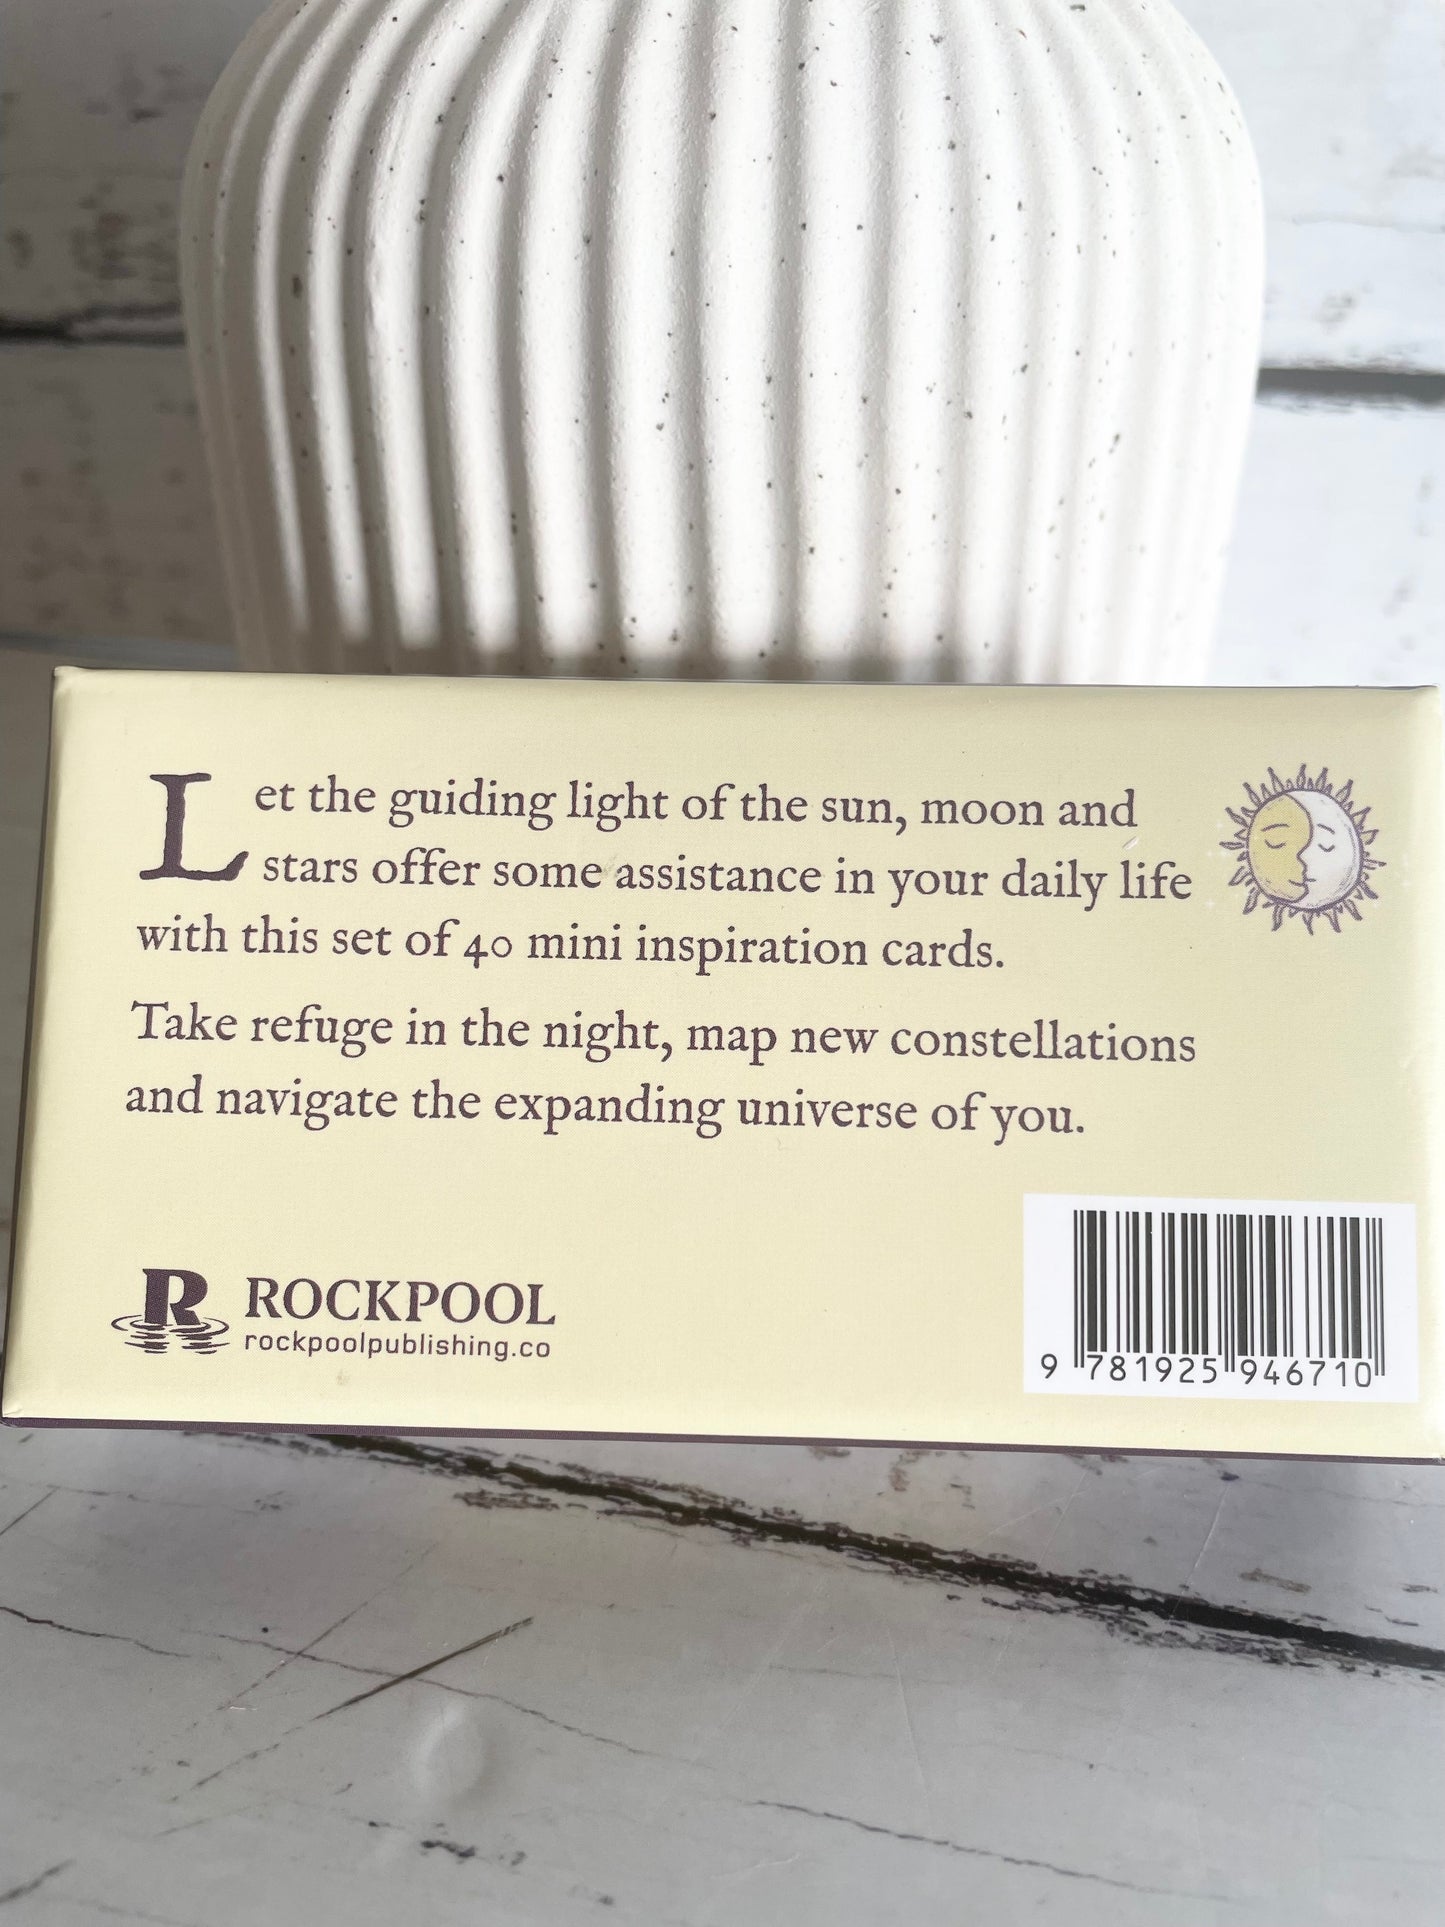 Let the guiding light of the sun, moon and
stars offer some assistance in your daily life
with this set of 40 mini inspiration cards.
Take refuge in the night, map new constellations
and navigate the expanding universe of you.
R ROCKPOOL
rockpoolpublishing.co
9 781925 946710